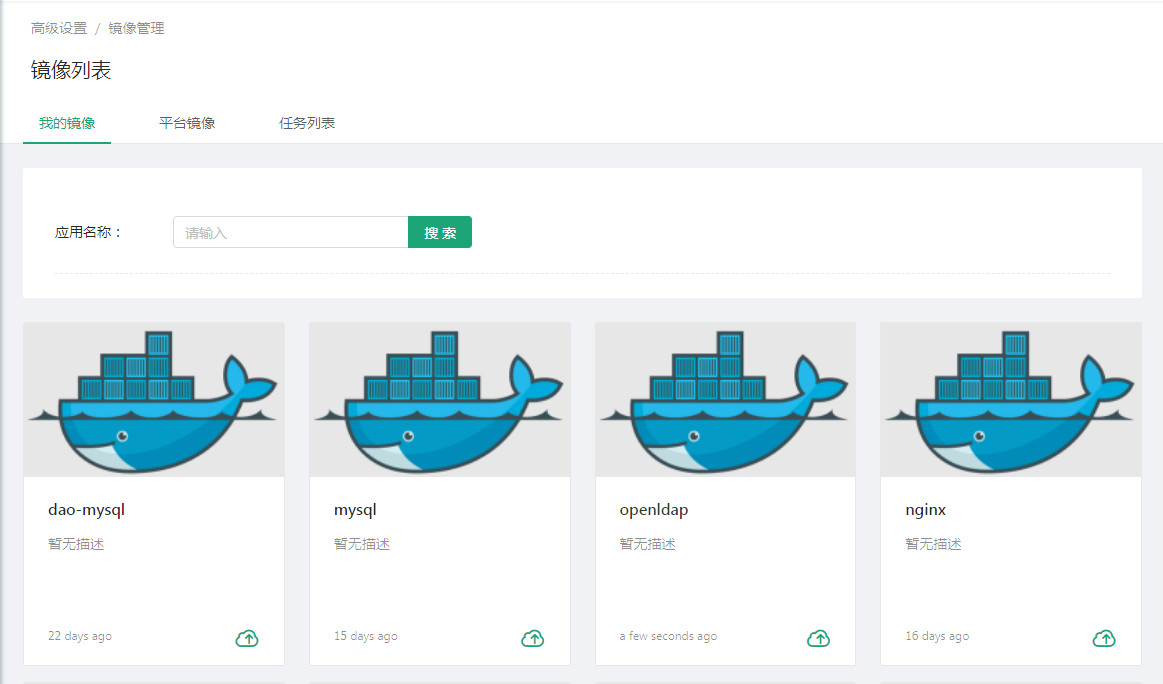 高级设置 / 镜像管理
镜像列表
我的镜像 平台镜像 任务列表
应用名称： 请输入 搜 索
dao-mysql mysql openldap nginx
暂无描述 暂无描述 暂无描述 暂无描述
22 days ago 15 days ago a few seconds ago 16 days ago